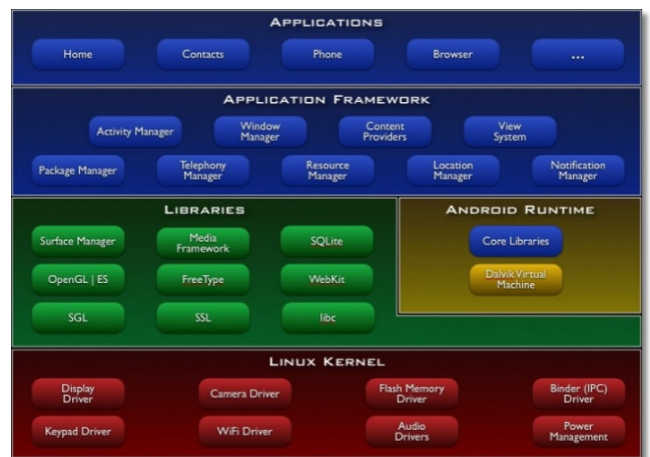 APPLICATIONS
Home
Contacts
Phone
Browser
...
APPLICATION FRAMEWORK
Activity Manager
Window
Manager
Content
Providers
View
System
Package Manager
Telephony
Manager
Resource
Manager
Location
Manager
Notification
Manager
LIBRARIES
Surface Manager
Media
Framework
SQLite
OpenGL | ES
FreeType
WebKit
SGL
SSL
libc
ANDROID RUNTIME
Core Libraries
Dalvik Virtual
Machine
LINUX KERNEL
Display
Driver
Camera Driver
Flash Memory
Driver
Binder (IPC)
Driver
Keypad Driver
WiFi Driver
Audio
Drivers
Power
Management